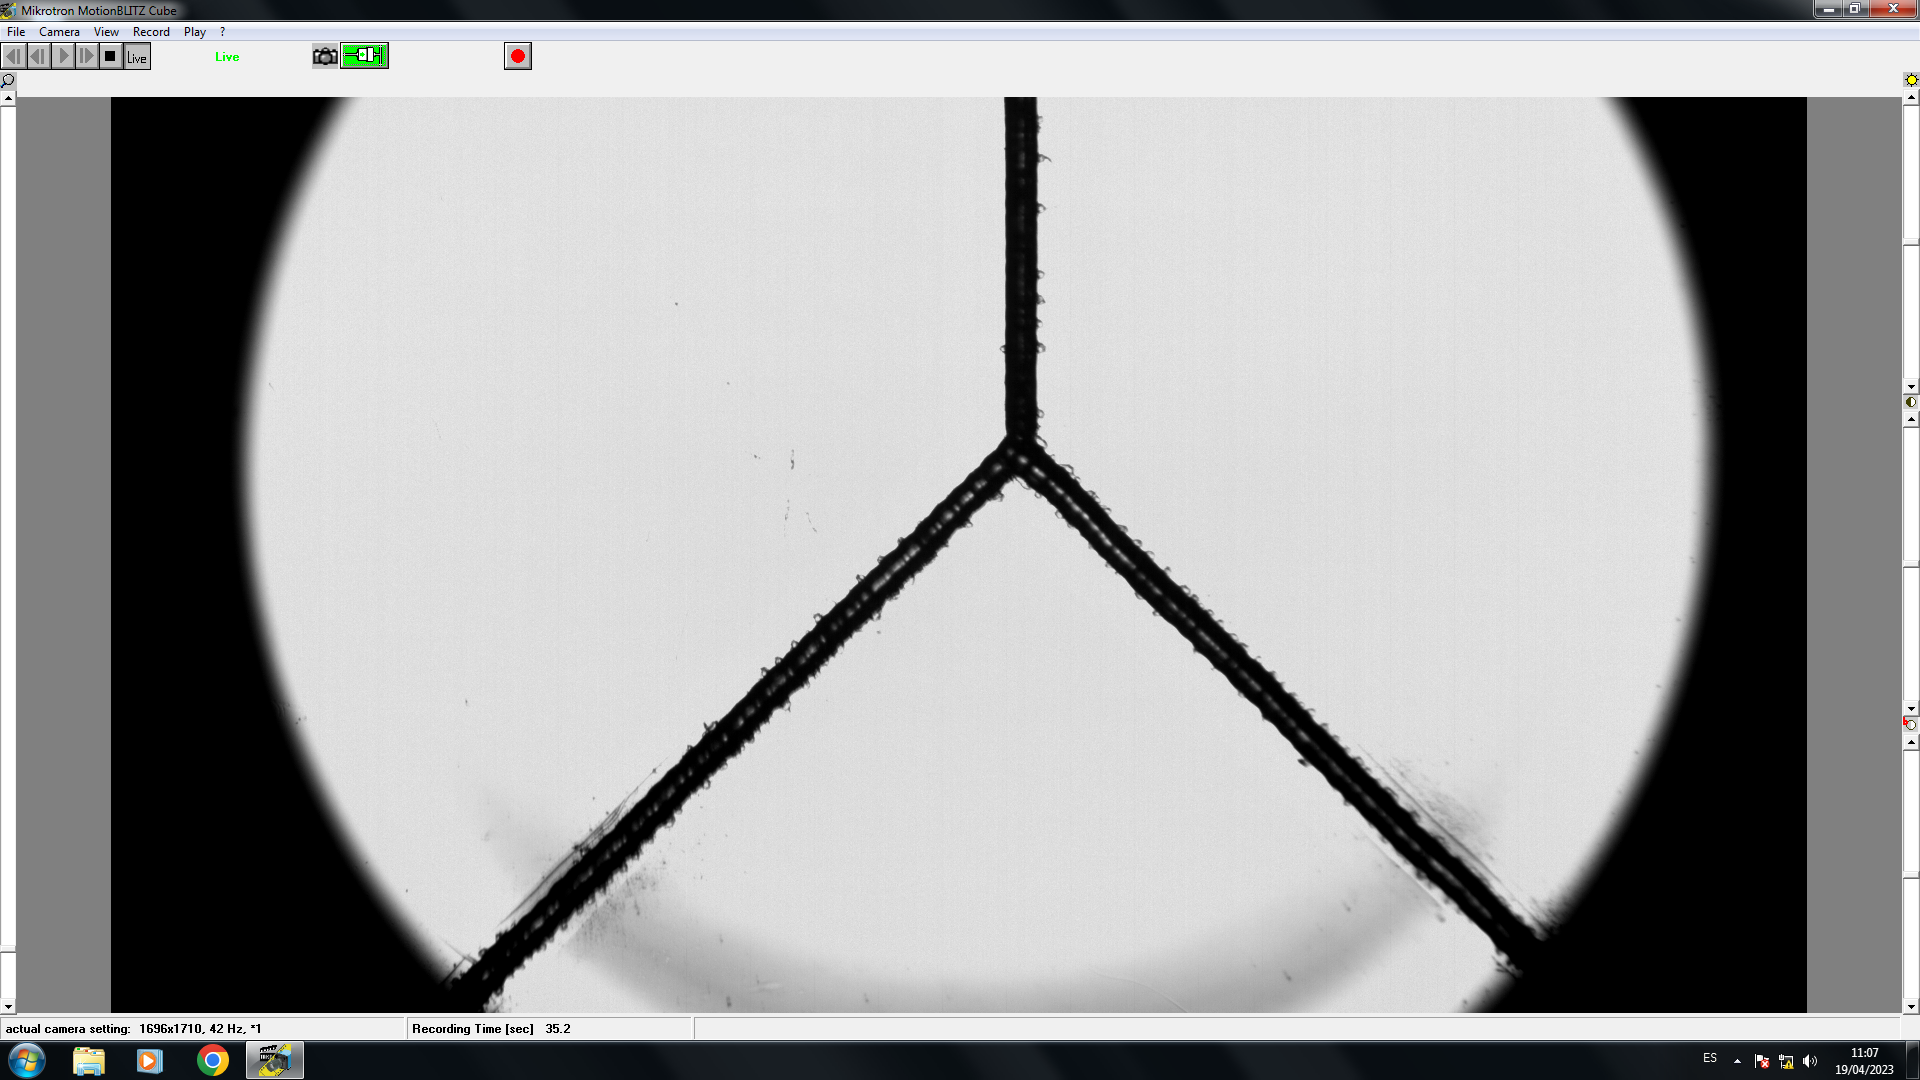 Mikrotron MotionBLITZ Cube
File Camera View Record Play ?
Live
Live
actual camera setting: 1696x1710, 42 Hz, *1
Recording Time [sec] 35.2
ES
11:07
19/04/2023